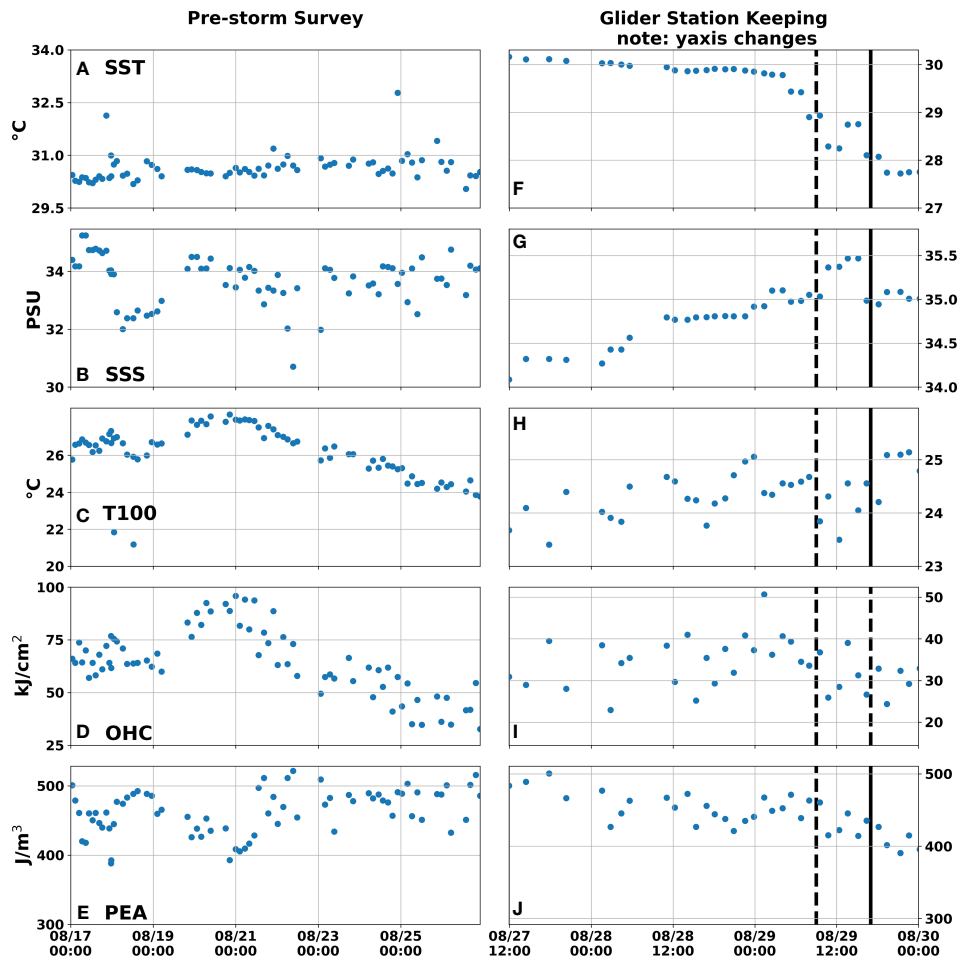 Pre-storm Survey
Glider Station Keeping
note: yaxis changes
34.0
32.5
31.0
29.5
°C
A SST
30
29
28
27
F
34
32
30
PSU
B SSS
35.5
35.0
34.5
34.0
G
26
24
22
20
°C
C T100
25
24
23
H
100
75
50
25
kJ/cm²
D OHC
50
40
30
20
I
500
400
300
J/m³
E PEA
500
400
300
J
08/17 08/19 08/21 08/23 08/25
00:00 00:00 00:00 00:00 00:00
08/27 08/28 08/28 08/29 08/29 08/30
12:00 00:00 12:00 00:00 12:00 00:00